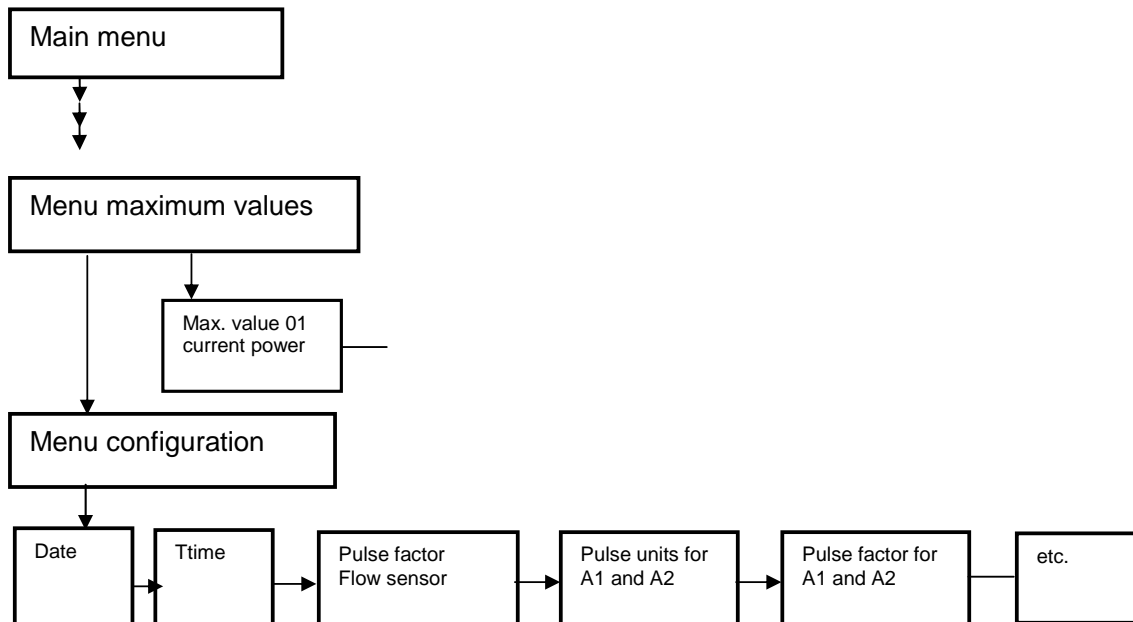 Main menu
Menu maximum values
Max. value 01
current power
Menu configuration
Date
Ttime
Pulse factor
Flow sensor
Pulse units for
A1 and A2
Pulse factor for
A1 and A2
etc.